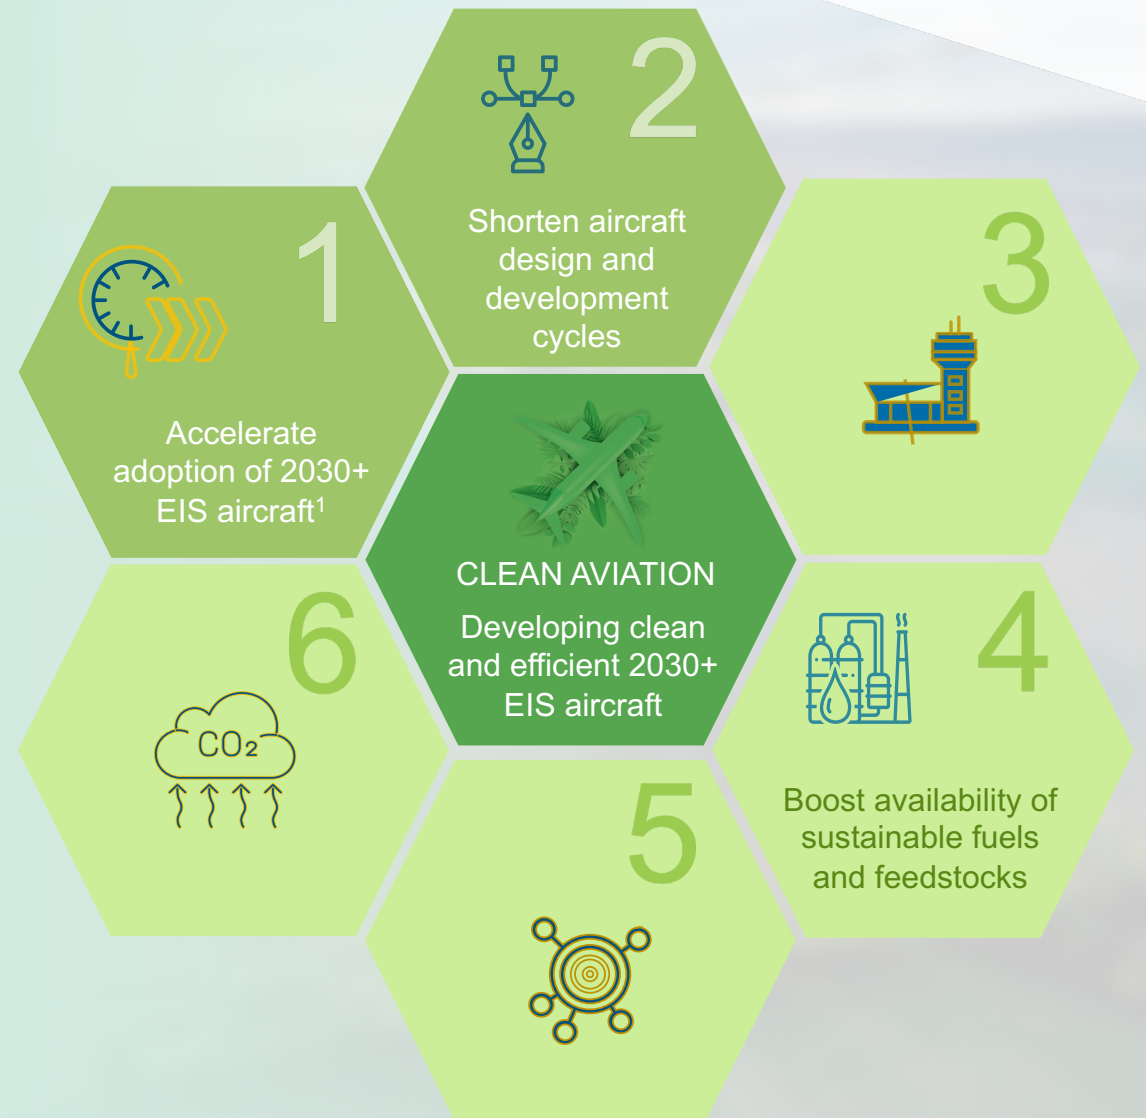 1
Accelerate
adoption of 2030+
EIS aircraft¹
2
Shorten aircraft
design and
development
cycles
3
4
Boost availability of
sustainable fuels
and feedstocks
5
6
CO₂
CLEAN AVIATION
Developing clean
and efficient 2030+
EIS aircraft